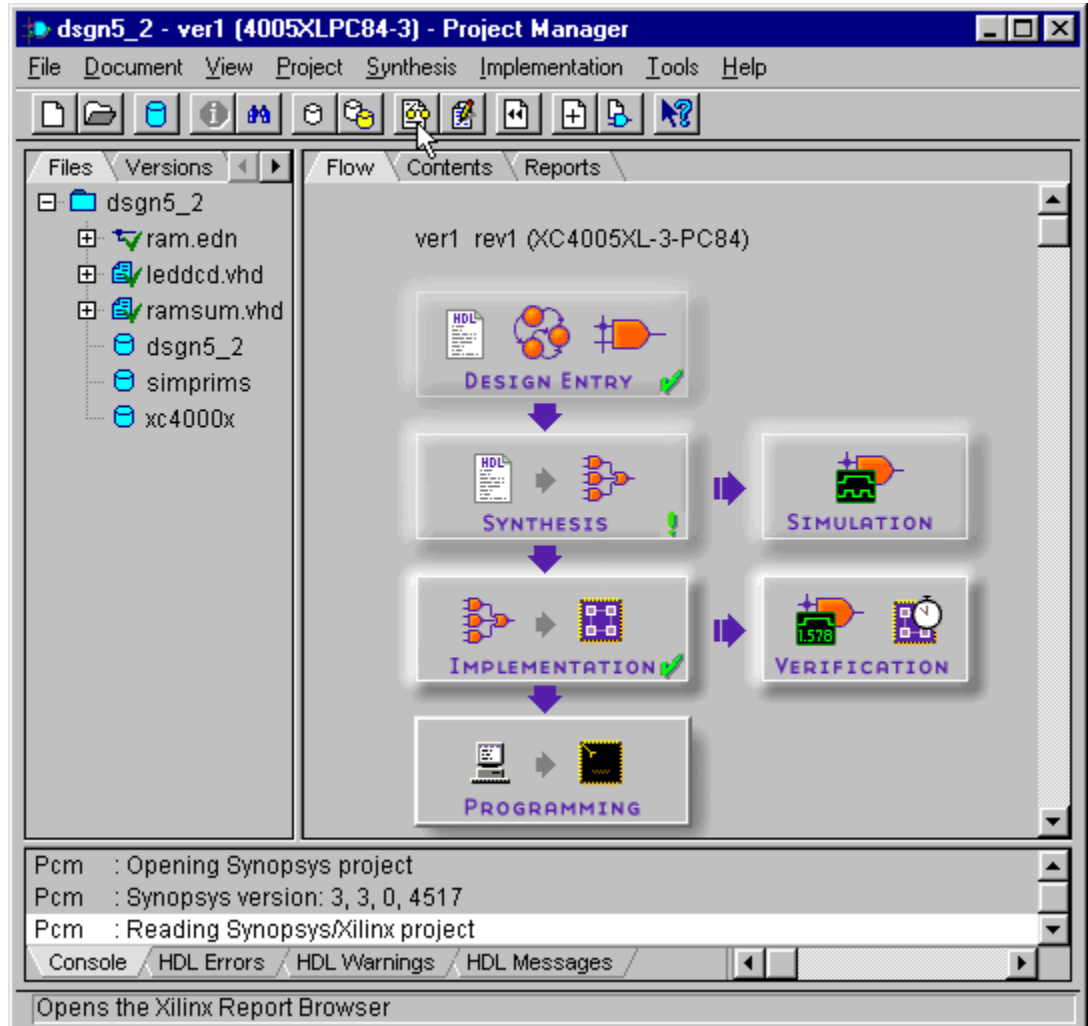 dsgn5_2 - ver1 (4005XLPC84-3) - Project Manager
File Document View Project Synthesis Implementation Tools Help
Files Versions
Flow Contents Reports
dsgn5_2
ram.edn
leddcd.vhd
ramsum.vhd
dsgn5_2
simprims
xc4000x
ver1 rev1 (XC4005XL-3-PC84)
HDL
DESIGN ENTRY
HDL
SYNTHESIS
SIMULATION
IMPLEMENTATION
1.578
VERIFICATION
PROGRAMMING
Pcm : Opening Synopsys project
Pcm : Synopsys version: 3, 3, 0, 4517
Pcm : Reading Synopsys/Xilinx project
Console HDL Errors HDL Warnings HDL Messages
Opens the Xilinx Report Browser